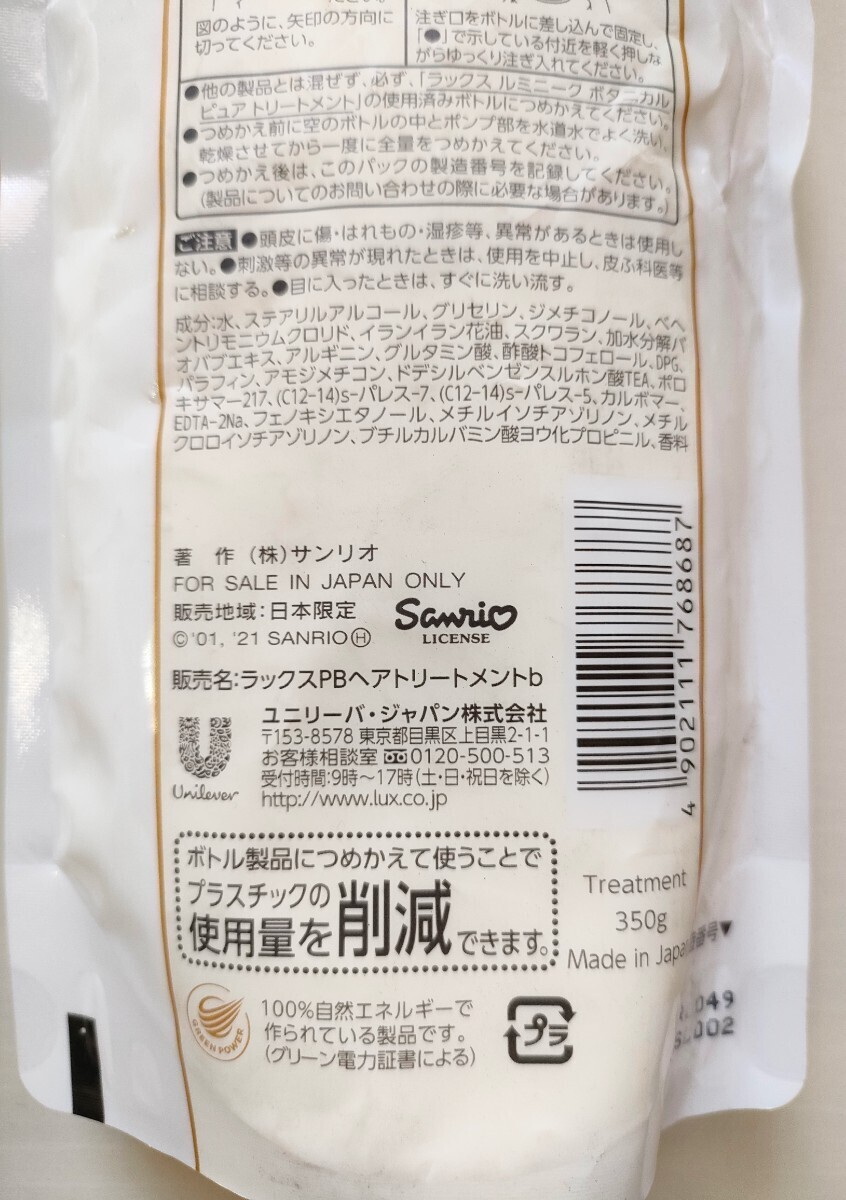 図のように、矢印の方向に
切ってください。
注ぎ口をボトルに差し込んで固定し、
「●」で示している付近を軽く押しな
がらゆっくり注ぎ入れてください。
●他の製品とは混ぜず、必ず、「ラックス ルミニーク ボタニカル
ピュア トリートメント」の使用済みボトルにつめかえてください。
●つめかえ前に空のボトルの中とポンプ部を水道水でよく洗い、
乾燥させてから一度に全量をつめかえてください。
●つめかえ後は、このパックの製造番号を記録してください。
(製品についてのお問い合わせの際に必要な場合があります。)
ご注意 ●頭皮に傷・はれもの・湿疹等、異常があるときは使用し
ない。●刺激等の異常が現れたときは、使用を中止し、皮ふ科医等
に相談する。●目に入ったときは、すぐに洗い流す。
成分:水、ステアリルアルコール、グリセリン、ジメチコノール、ベヘ
ントリモニウムクロリド、イランイラン花油、スクワラン、加水分解バ
オバブエキス、アルギニン、グルタミン酸、酢酸トコフェロール、DPG、
パラフィン、アモジメチコン、ドデシルベンゼンスルホン酸TEA、ポロ
キサマー217、(C12-14)s-パレス-7、(C12-14)s-パレス-5、カルボマー、
EDTA-2Na、フェノキシエタノール、メチルイソチアゾリノン、メチル
クロロイソチアゾリノン、ブチルカルバミン酸ヨウ化プロピニル、香料
著 作 (株)サンリオ
FOR SALE IN JAPAN ONLY
販売地域:日本限定
Sanrio
LICENSE
©'01, '21 SANRIO Ⓗ
販売名:ラックスPBヘアトリートメントb
Unilever
ユニリーバ・ジャパン株式会社
〒153-8578 東京都目黒区上目黒2-1-1
お客様相談室 0120-500-513
受付時間:9時〜17時(土・日・祝日を除く)
http://www.lux.co.jp
4 902111 768687
ボトル製品につめかえて使うことで
プラスチックの
使用量を削減できます。
Treatment
350g
Made in Japa
番号▼
049
002
GREEN POWER
100%自然エネルギーで
作られている製品です。
(グリーン電力証書による)
プラ